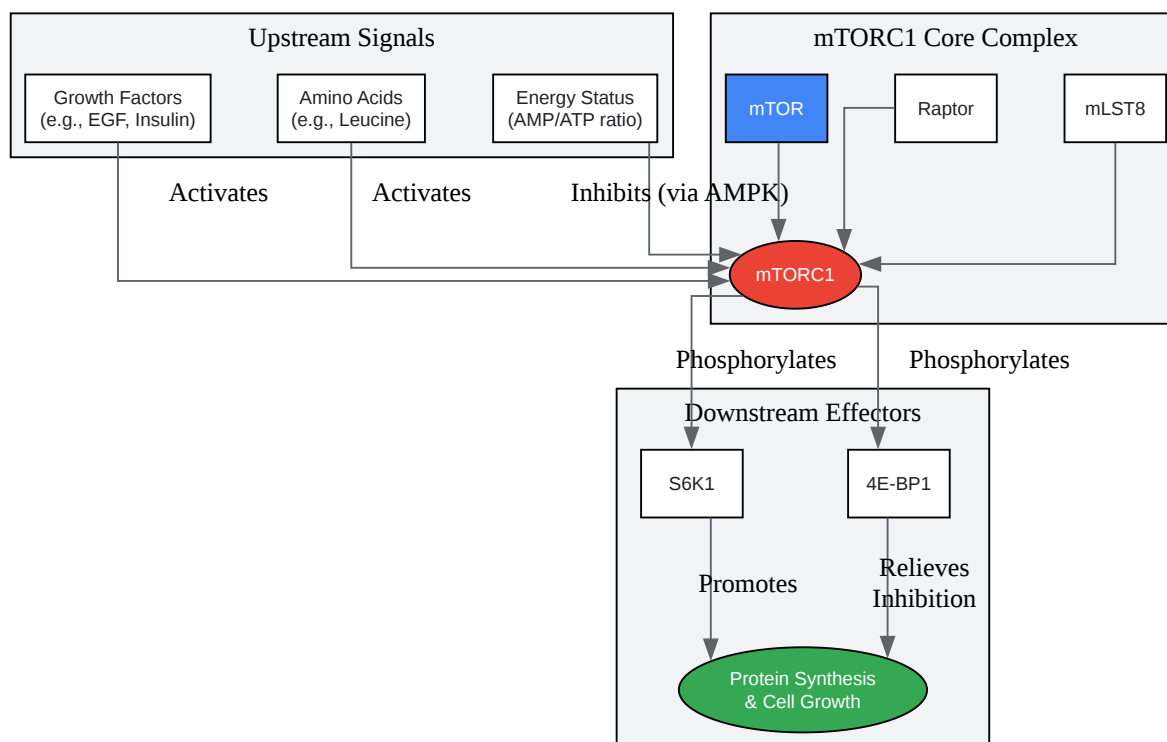 Upstream Signals
mTORC1 Core Complex
Growth Factors
(e.g., EGF, Insulin)
Amino Acids
(e.g., Leucine)
Energy Status
(AMP/ATP ratio)
mTOR
Raptor
mLST8
Activates
Activates
Inhibits (via AMPK)
mTORC1
Phosphorylates
Phosphorylates
Downstream Effectors
S6K1
4E-BP1
Promotes
Relieves
Inhibition
Protein Synthesis
& Cell Growth